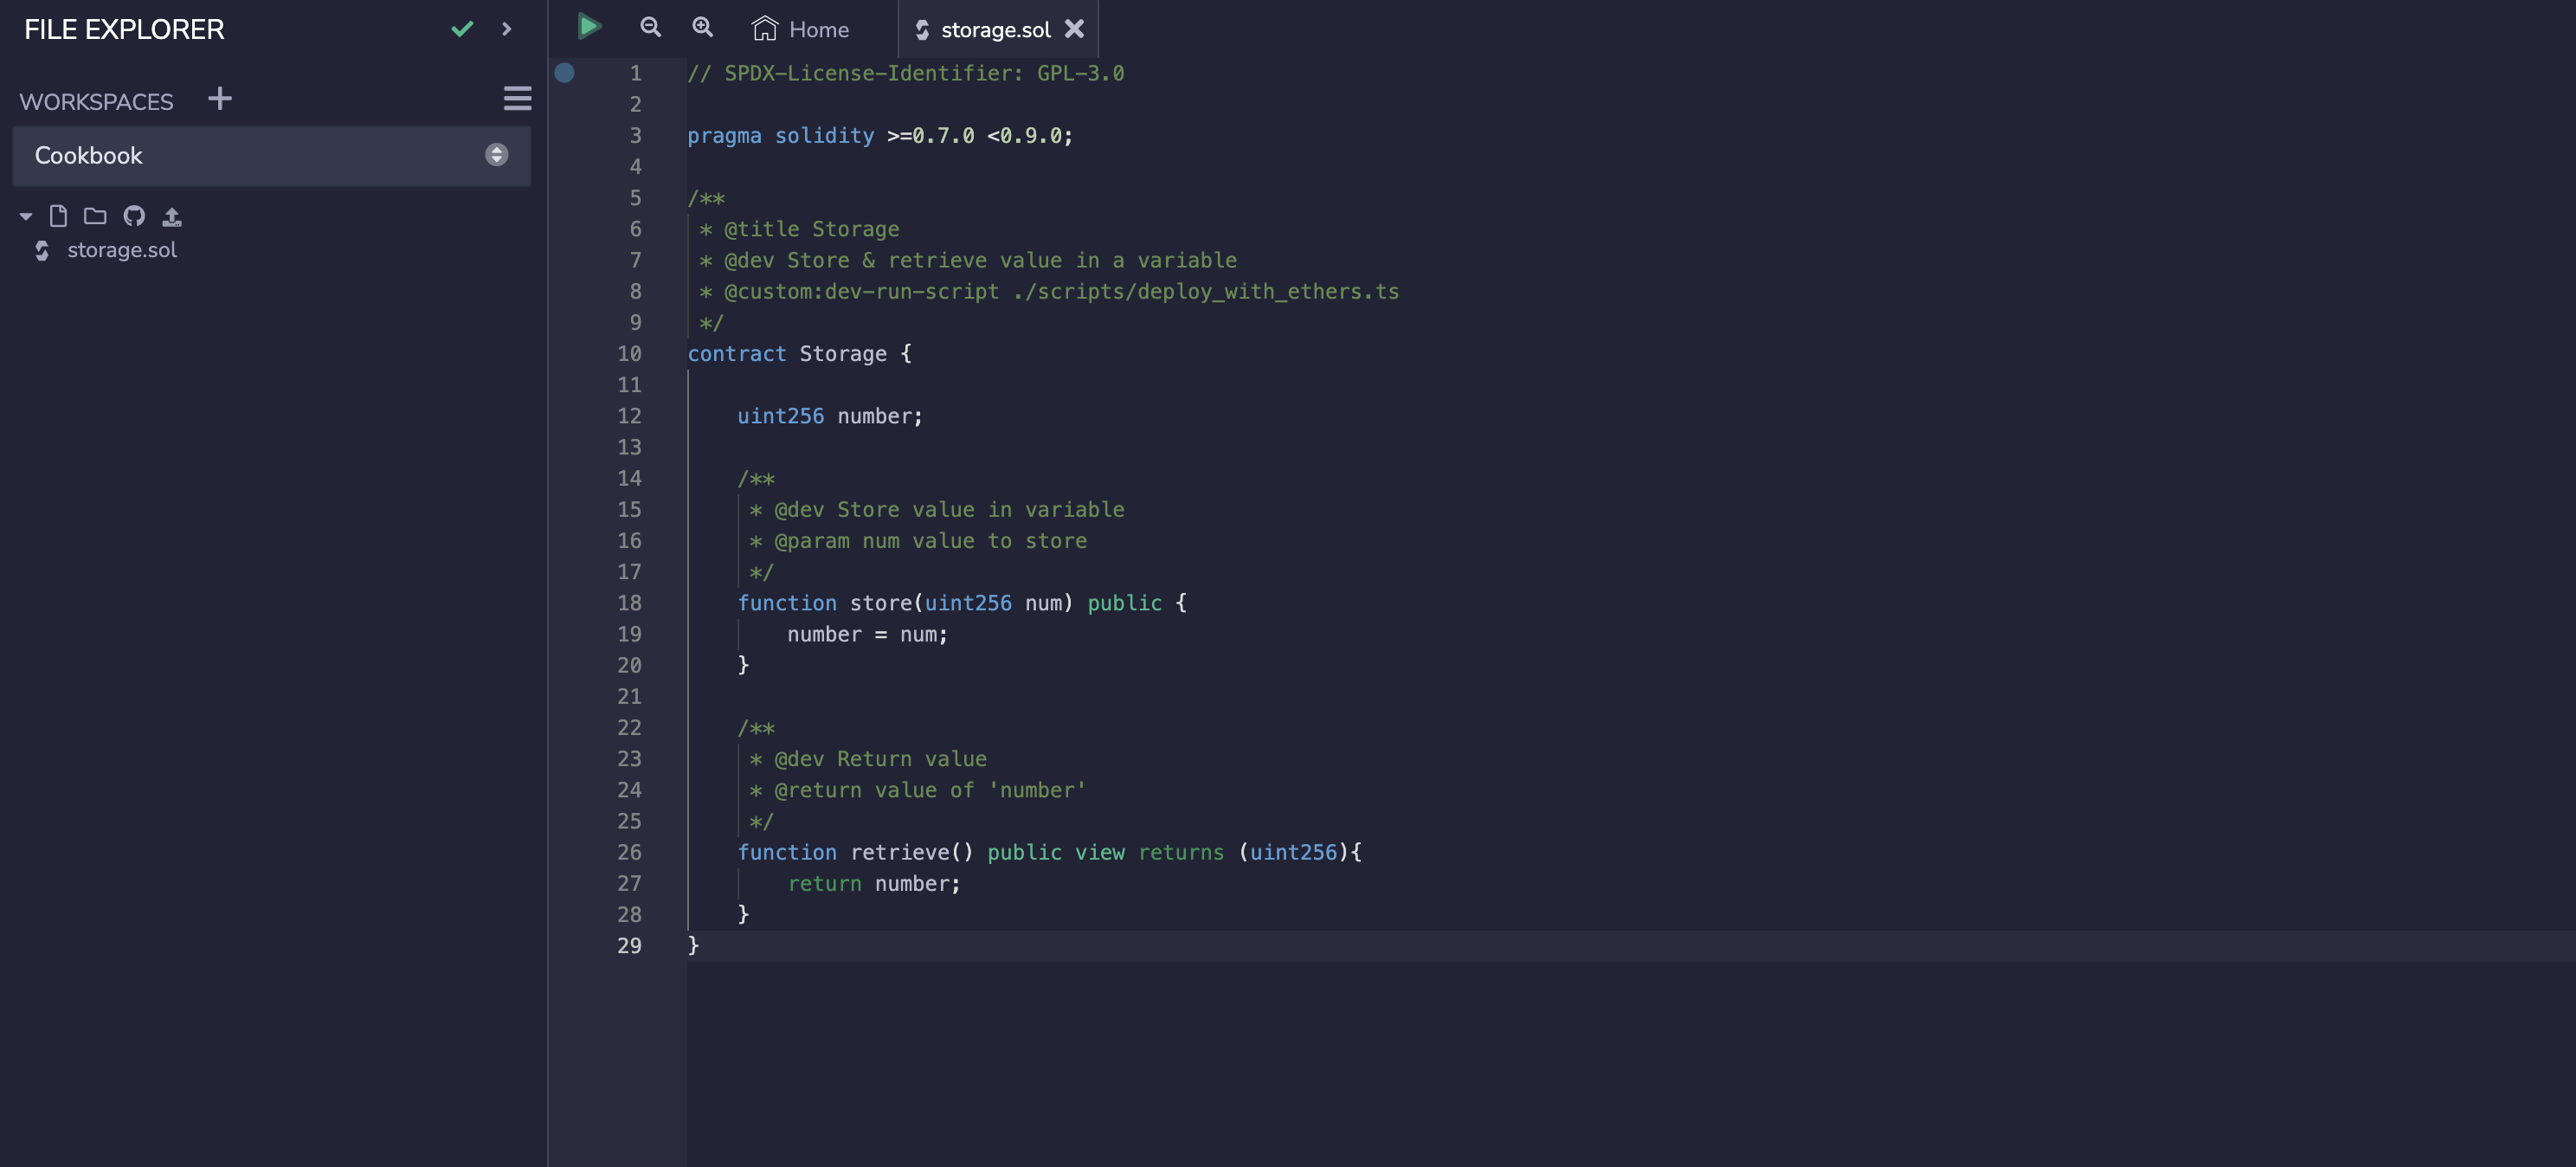 FILE EXPLORER
WORKSPACES
Cookbook
storage.sol
Home
storage.sol
1 // SPDX-License-Identifier: GPL-3.0
2
3 pragma solidity >=0.7.0 <0.9.0;
4
5 /**
6  * @title Storage
7  * @dev Store & retrieve value in a variable
8  * @custom:dev-run-script ./scripts/deploy_with_ethers.ts
9  */
10 contract Storage {
11
12     uint256 number;
13
14     /**
15      * @dev Store value in variable
16      * @param num value to store
17      */
18     function store(uint256 num) public {
19         number = num;
20     }
21
22     /**
23      * @dev Return value
24      * @return value of 'number'
25      */
26     function retrieve() public view returns (uint256){
27         return number;
28     }
29 }